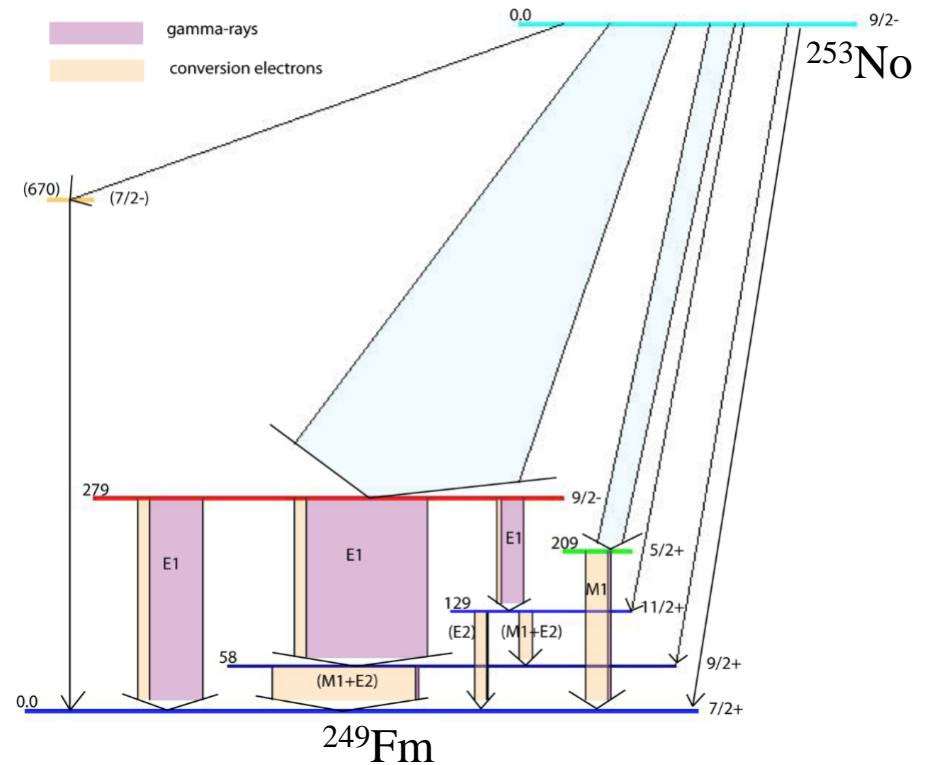 0.0 9/2-
gamma-rays
²⁵³No
conversion electrons
(670) (7/2-)
279 9/2-
E1 E1 E1
209 5/2+
M1
129 11/2+
(E2) (M1+E2)
58 9/2+
(M1+E2)
0.0 7/2+
²⁴⁹Fm